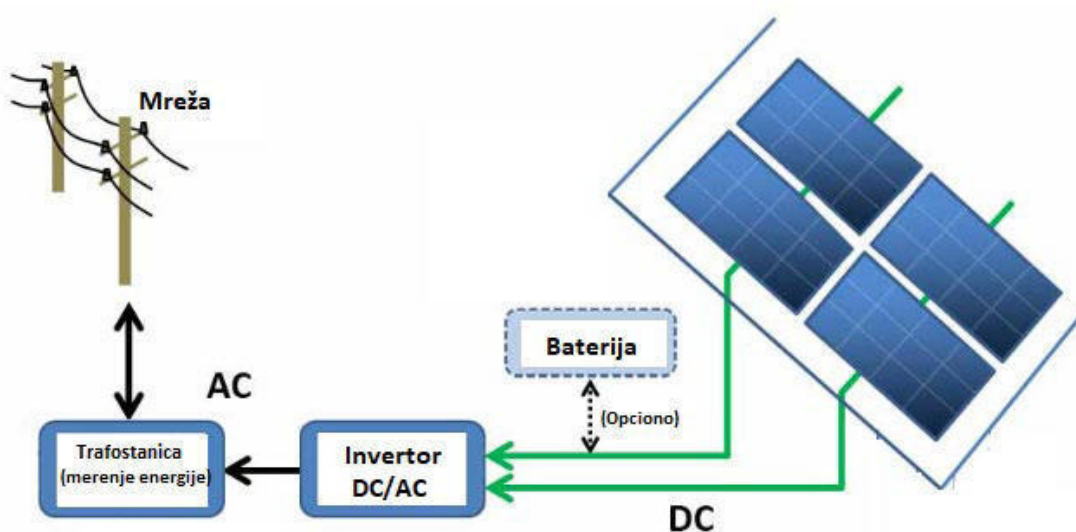 Mreža
Baterija
(Opciono)
AC
Trafostanica
(merenje energije)
Invertor
DC/AC
DC